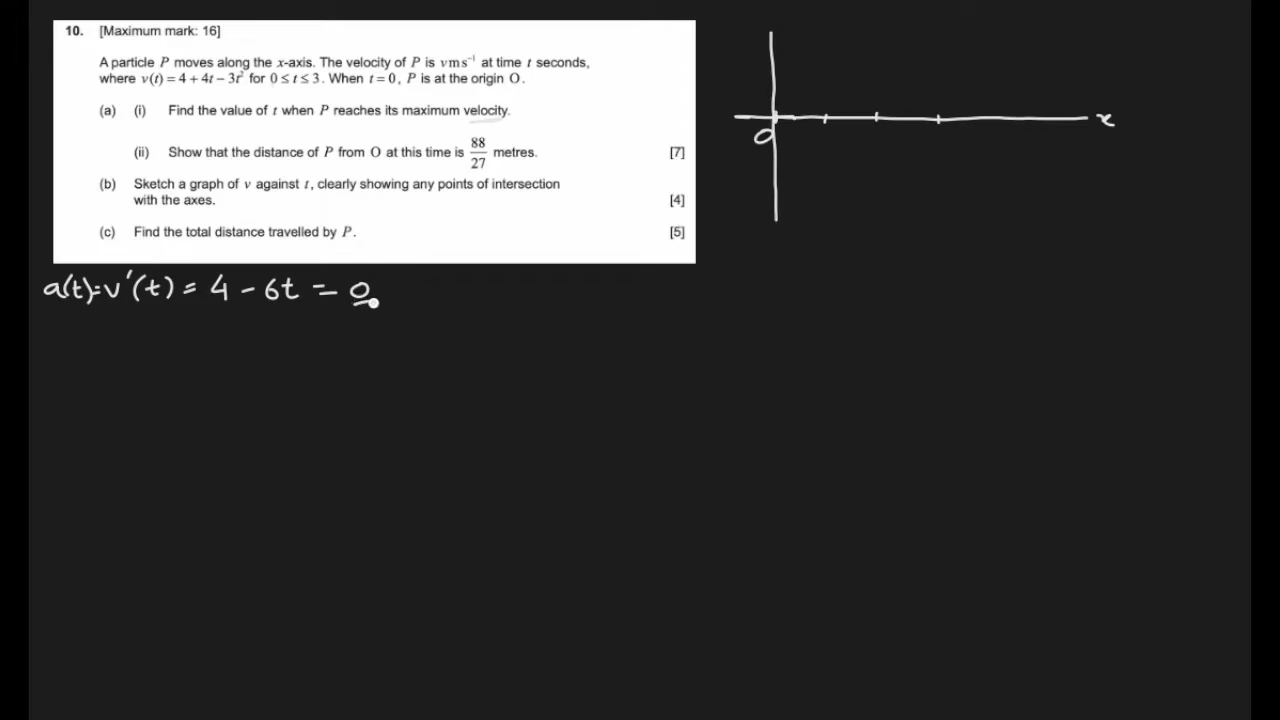 10. [Maximum mark: 16]
A particle P moves along the x-axis. The velocity of P is v m s⁻¹ at time t seconds,
where v(t) = 4 + 4t − 3t² for 0 ≤ t ≤ 3. When t = 0, P is at the origin O.
(a) (i) Find the value of t when P reaches its maximum velocity.
(ii) Show that the distance of P from O at this time is 88/27 metres. [7]
(b) Sketch a graph of v against t, clearly showing any points of intersection
with the axes. [4]
(c) Find the total distance travelled by P. [5]
x
O
a(t)=v'(t) = 4 − 6t = 0